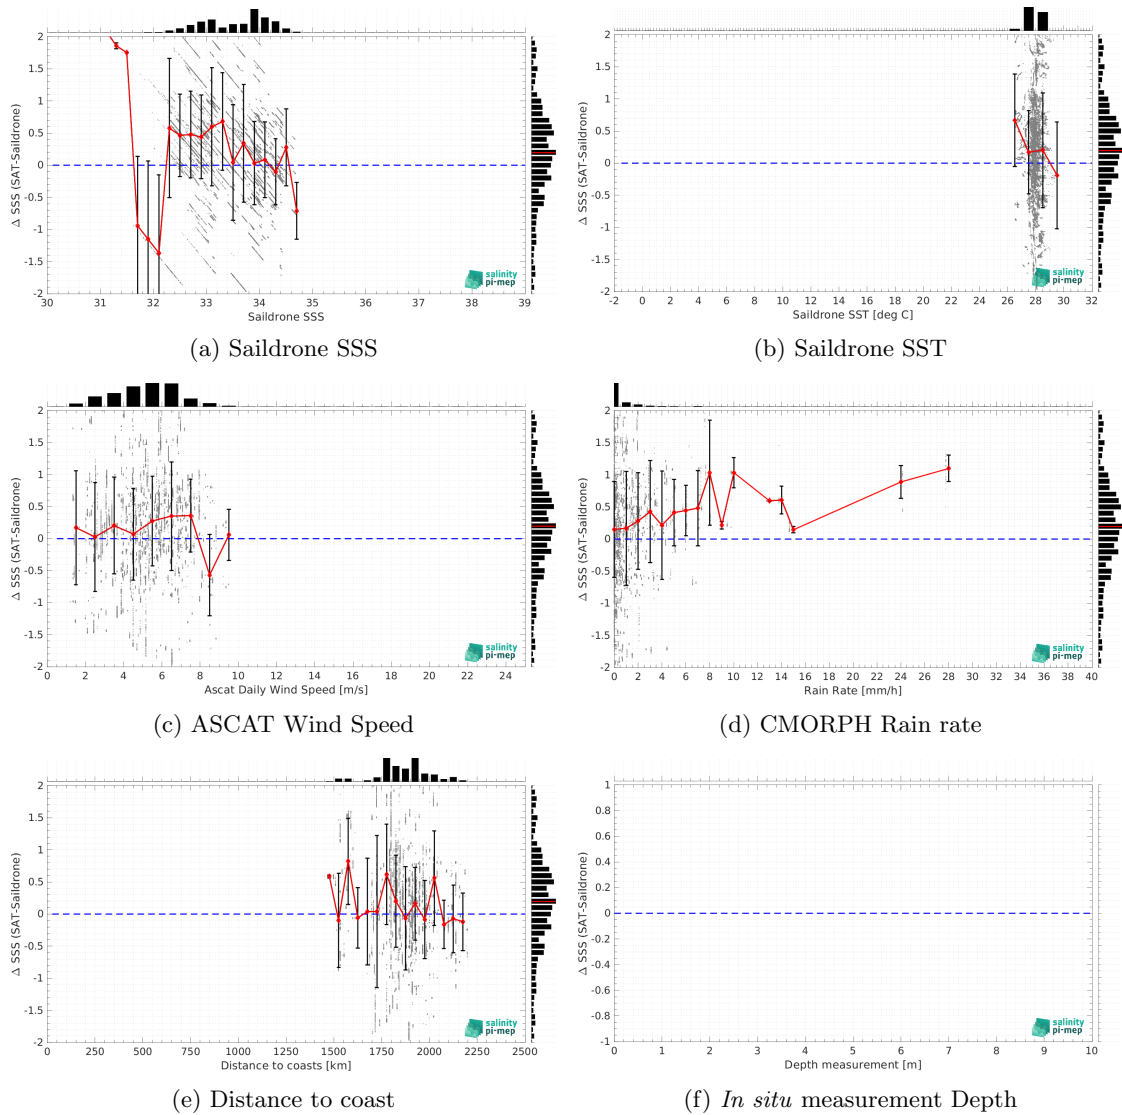 Δ SSS (SAT-Saildrone)
2
1.5
1
0.5
0
-0.5
-1
-1.5
-2
30 31 32 33 34 35 36 37 38 39
Saildrone SSS
salinity
pi-mep
(a) Saildrone SSS
Δ SSS (SAT-Saildrone)
2
1.5
1
0.5
0
-0.5
-1
-1.5
-2
-2 0 2 4 6 8 10 12 14 16 18 20 22 24 26 28 30 32
Saildrone SST [deg C]
salinity
pi-mep
(b) Saildrone SST
Δ SSS (SAT-Saildrone)
2
1.5
1
0.5
0
-0.5
-1
-1.5
-2
0 2 4 6 8 10 12 14 16 18 20 22 24
Ascat Daily Wind Speed [m/s]
salinity
pi-mep
(c) ASCAT Wind Speed
Δ SSS (SAT-Saildrone)
2
1.5
1
0.5
0
-0.5
-1
-1.5
-2
0 2 4 6 8 10 12 14 16 18 20 22 24 26 28 30 32 34 36 38 40
Rain Rate [mm/h]
salinity
pi-mep
(d) CMORPH Rain rate
Δ SSS (SAT-Saildrone)
2
1.5
1
0.5
0
-0.5
-1
-1.5
-2
0 250 500 750 1000 1250 1500 1750 2000 2250 2500
Distance to coasts [km]
salinity
pi-mep
(e) Distance to coast
Δ SSS (SAT-Saildrone)
1
0.8
0.6
0.4
0.2
0
-0.2
-0.4
-0.6
-0.8
-1
0 1 2 3 4 5 6 7 8 9 10
Depth measurement [m]
salinity
pi-mep
(f) In situ measurement Depth